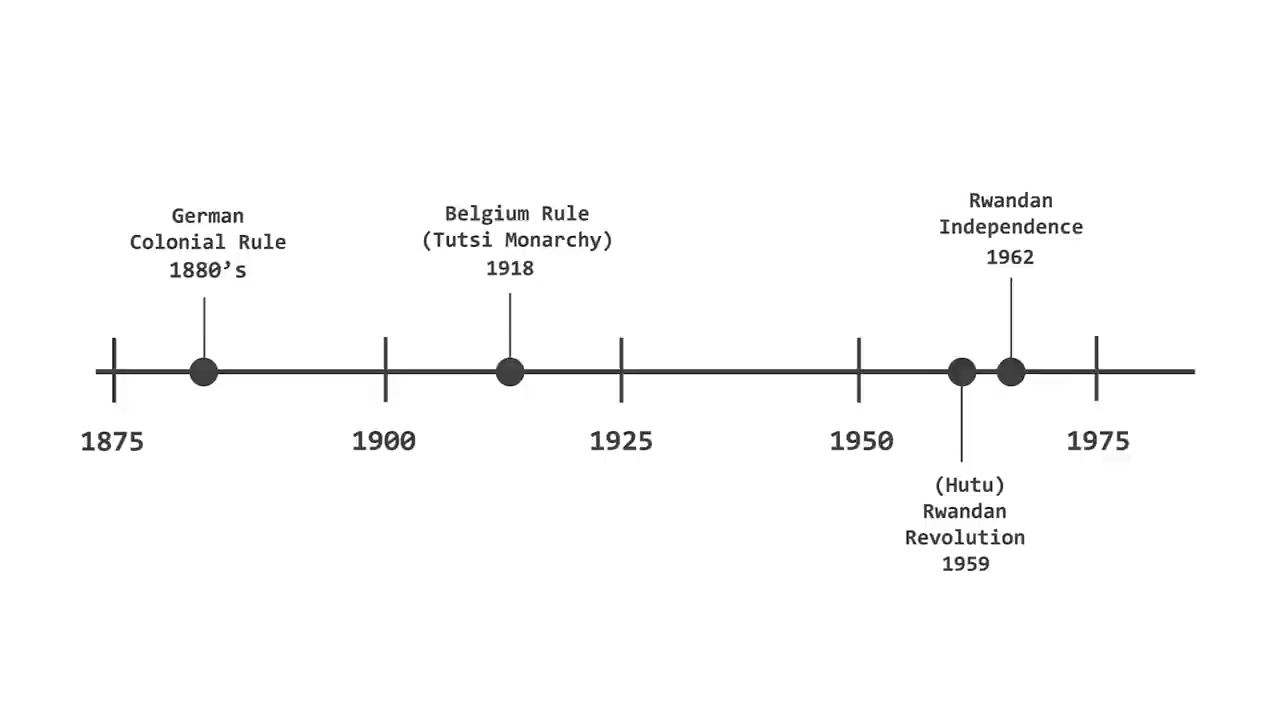 German
Colonial Rule
1880's
Belgium Rule
(Tutsi Monarchy)
1918
Rwandan
Independence
1962
1875
1900
1925
1950
1975
(Hutu)
Rwandan
Revolution
1959